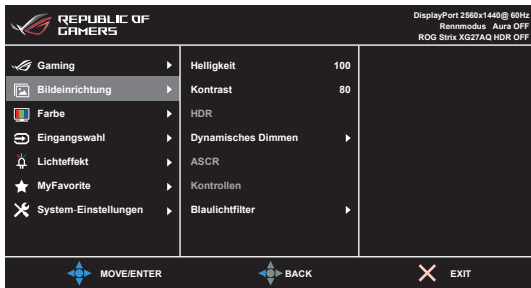 REPUBLIC OF
GAMERS
DisplayPort 2560x1440@ 60Hz
Rennmodus Aura OFF
ROG Strix XG27AQ HDR OFF
Gaming
Bildeinrichtung
Farbe
Eingangswahl
Lichteffekt
MyFavorite
System-Einstellungen
Helligkeit 100
Kontrast 80
HDR
Dynamisches Dimmen
ASCR
Kontrollen
Blaulichtfilter
MOVE/ENTER
BACK
EXIT